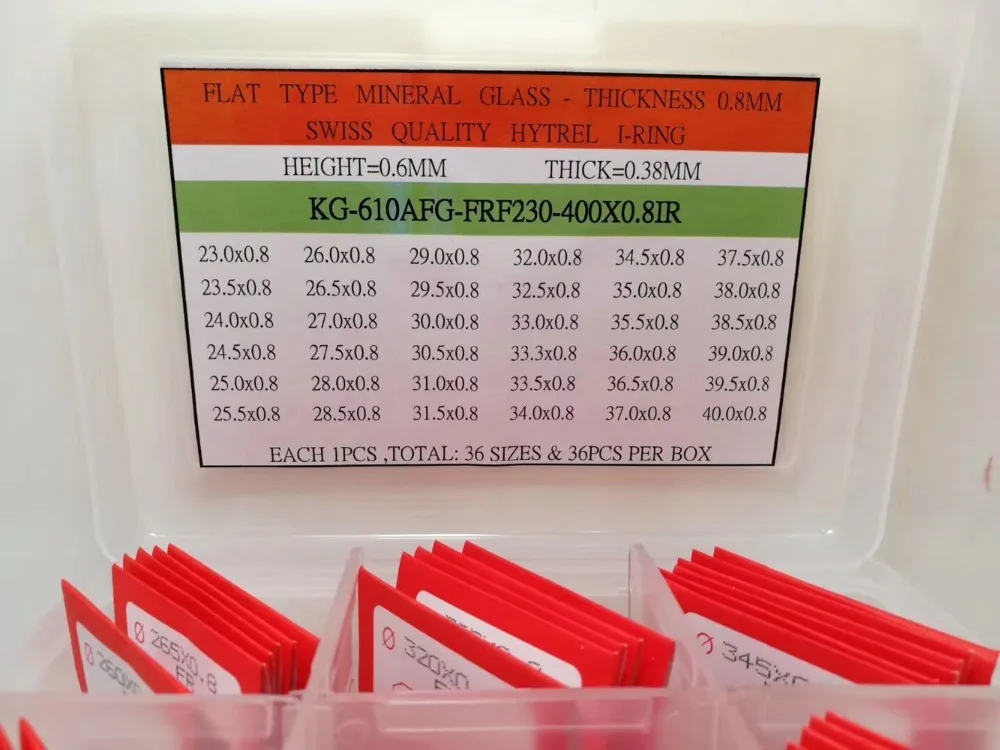 FLAT TYPE MINERAL GLASS - THICKNESS 0.8MM
SWISS QUALITY HYTREL I-RING
HEIGHT=0.6MM THICK=0.38MM
KG-610AFG-FRF230-400X0.8IR
23.0x0.8 26.0x0.8 29.0x0.8 32.0x0.8 34.5x0.8 37.5x0.8
23.5x0.8 26.5x0.8 29.5x0.8 32.5x0.8 35.0x0.8 38.0x0.8
24.0x0.8 27.0x0.8 30.0x0.8 33.0x0.8 35.5x0.8 38.5x0.8
24.5x0.8 27.5x0.8 30.5x0.8 33.3x0.8 36.0x0.8 39.0x0.8
25.0x0.8 28.0x0.8 31.0x0.8 33.5x0.8 36.5x0.8 39.5x0.8
25.5x0.8 28.5x0.8 31.5x0.8 34.0x0.8 37.0x0.8 40.0x0.8
EACH 1PCS ,TOTAL: 36 SIZES & 36PCS PER BOX
Ø 260X0
Ø 265X0.8
FR
Ø 320X0
Ø 345X